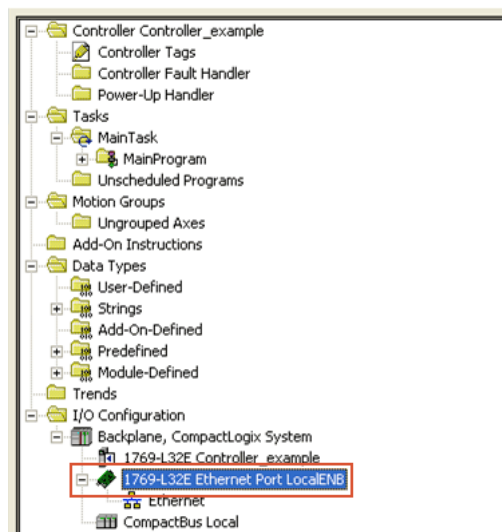 Controller Controller_example
Controller Tags
Controller Fault Handler
Power-Up Handler
Tasks
MainTask
MainProgram
Unscheduled Programs
Motion Groups
Ungrouped Axes
Add-On Instructions
Data Types
User-Defined
Strings
Add-On-Defined
Predefined
Module-Defined
Trends
I/O Configuration
Backplane, CompactLogix System
1769-L32E Controller_example
1769-L32E Ethernet Port LocalENB
Ethernet
CompactBus Local